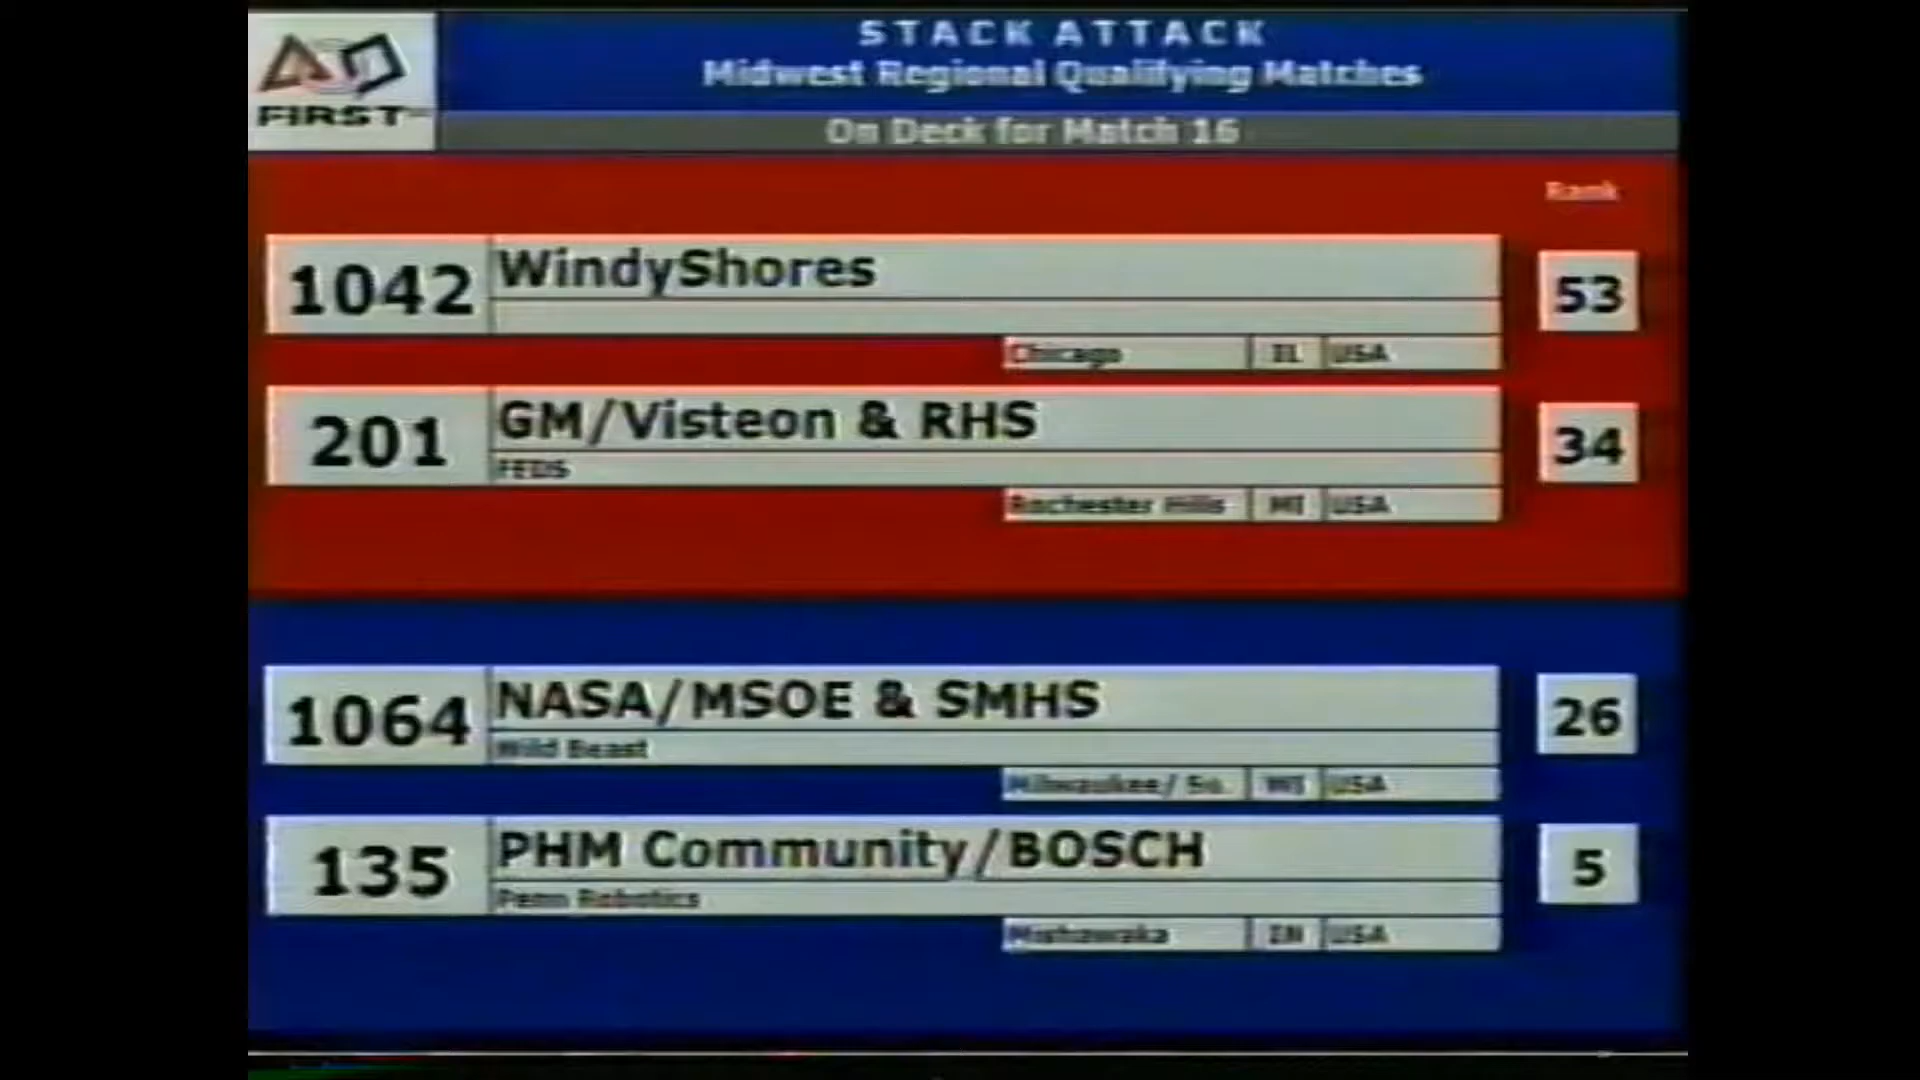 STACK ATTACK
Midwest Regional Qualifying Matches
FIRST
On Deck for Match 16
Rank
1042 WindyShores 53
Chicago IL USA
201 GM/Visteon & RHS 34
FEDS
Rochester Hills MI USA
1064 NASA/MSOE & SMHS 26
Wild Beast
Milwaukee/ So. WI USA
135 PHM Community/BOSCH 5
Penn Robotics
Mishawaka IN USA